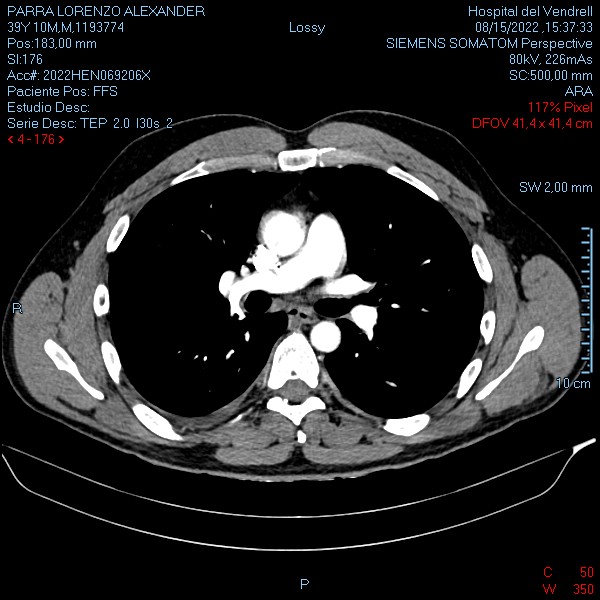 PARRA LORENZO ALEXANDER
39Y 10M,M,1193774
Pos:183,00 mm
SI:176
Acc#: 2022HEN069206X
Paciente Pos: FFS
Estudio Desc:
Serie Desc: TEP 2.0 I30s 2
< 4 - 176 >
Lossy
Hospital del Vendrell
08/15/2022 ,15:37:33
SIEMENS SOMATOM Perspective
80kV, 226mAs
SC:500,00 mm
ARA
117% Pixel
DFOV 41,4 x 41,4 cm
SW 2,00 mm
R
10 cm
P
C 50
W 350